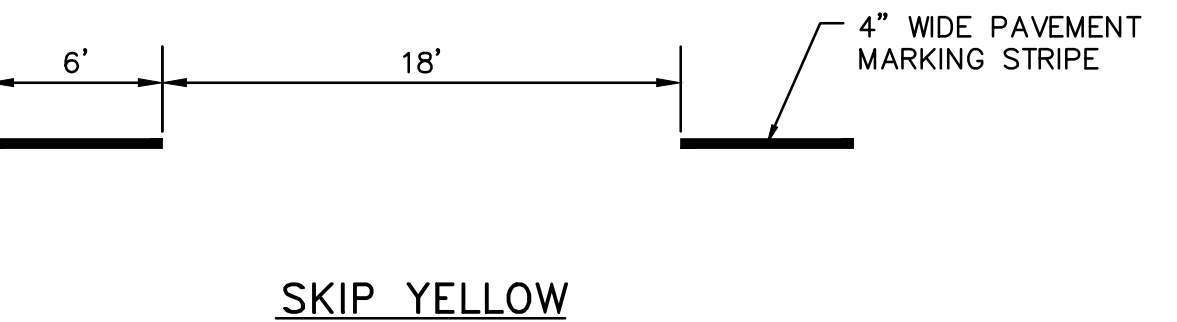 6’ 18’
4” WIDE PAVEMENT
MARKING STRIPE
SKIP YELLOW